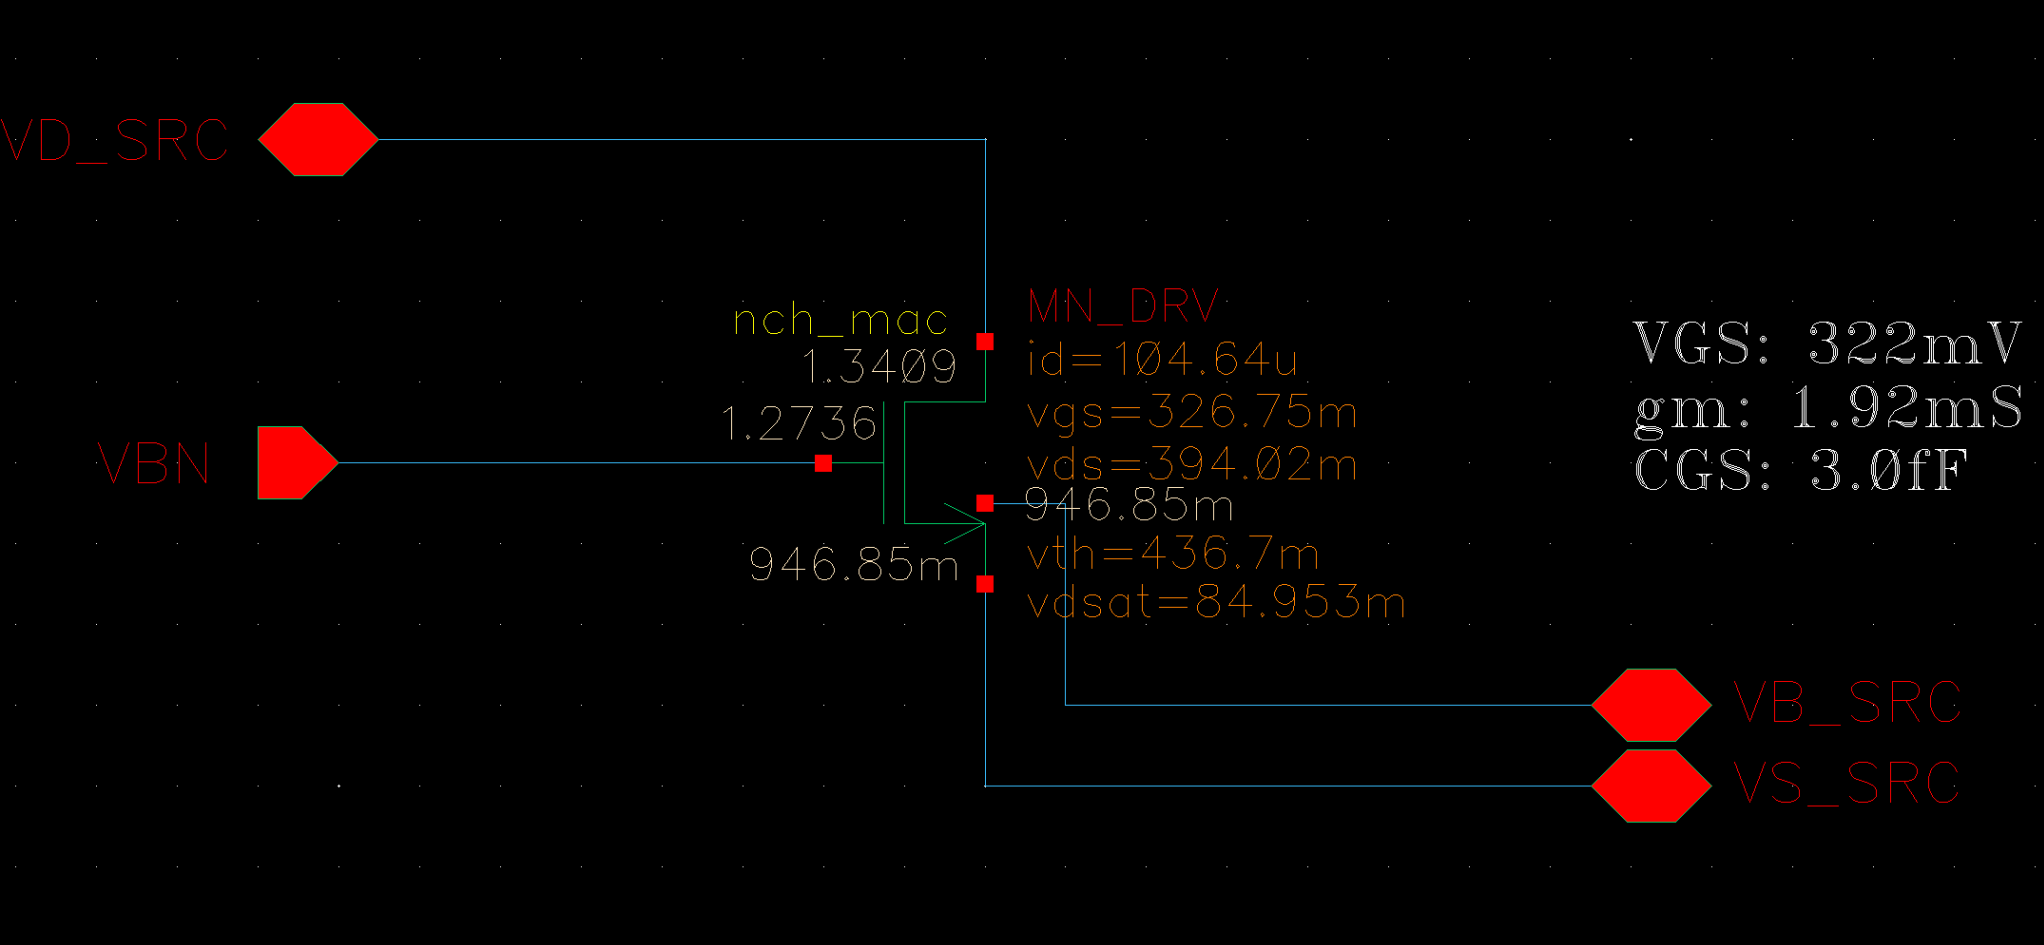 VD_SRC
nch_mac
1.3409
1.2736
VBN
946.85m
MN_DRV
id=104.64u
vgs=326.75m
vds=394.02m
946.85m
vth=436.7m
vdsat=84.953m
VGS: 322mV
gm: 1.92mS
CGS: 3.0fF
VB_SRC
VS_SRC